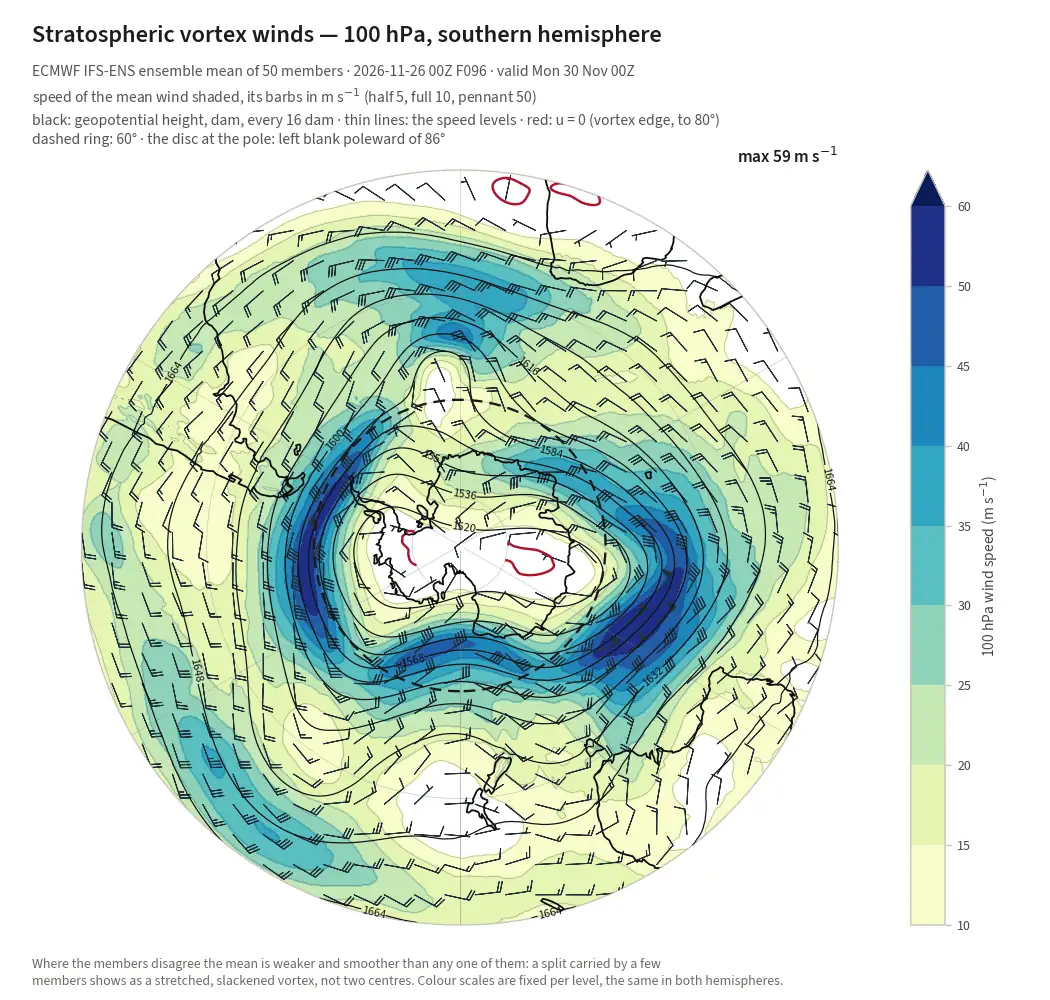 Stratospheric vortex winds — 100 hPa, southern hemisphere
ECMWF IFS-ENS ensemble mean of 50 members · 2026-11-26 00Z F096 · valid Mon 30 Nov 00Z
speed of the mean wind shaded, its barbs in m s⁻¹ (half 5, full 10, pennant 50)
black: geopotential height, dam, every 16 dam · thin lines: the speed levels · red: u = 0 (vortex edge, to 80°)
dashed ring: 60° · the disc at the pole: left blank poleward of 86°
max 59 m s⁻¹
60
50
45
40
35
30
25
20
15
10
100 hPa wind speed (m s⁻¹)
1664
1616
1600
1584
1664
1536
1520
1568
1632
1648
1664
1664
Where the members disagree the mean is weaker and smoother than any one of them: a split carried by a few
members shows as a stretched, slackened vortex, not two centres. Colour scales are fixed per level, the same in both hemispheres.